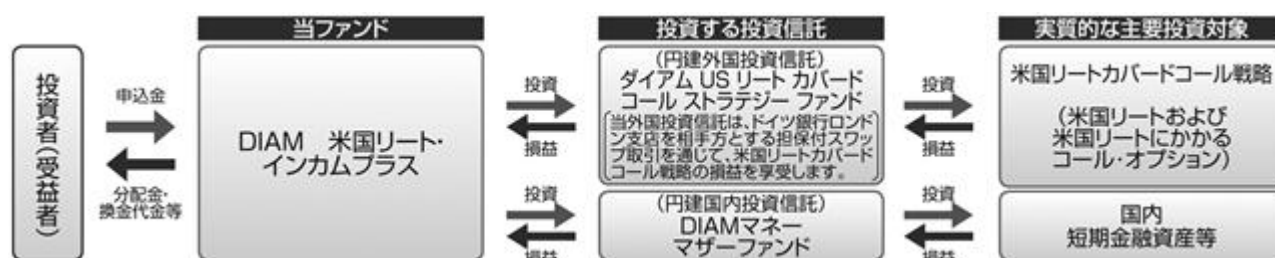 当ファンド
投資する投資信託
実質的な主要投資対象
投資者(受益者)
申込金
分配金・
換金代金等
DIAM 米国リート・
インカムプラス
投資
損益
(円建外国投資信託)
ダイアム US リート カバード
コール ストラテジー ファンド
当外国投資信託は、ドイツ銀行ロンド
ン支店を相手方とする担保付スワッ
プ取引を通じて、米国リートカバード
コール戦略の損益を享受します。
投資
損益
米国リートカバードコール戦略
(米国リートおよび
米国リートにかかる
コール・オプション)
投資
損益
(円建国内投資信託)
DIAMマネー
マザーファンド
投資
損益
国内
短期金融資産等